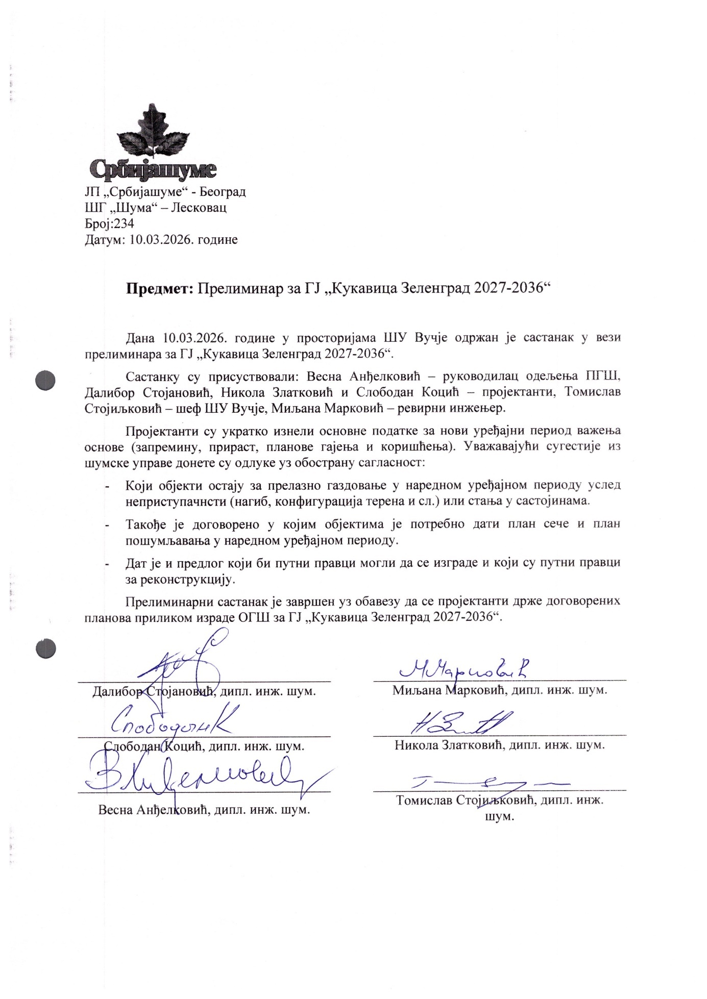 Србијашуме
ЈП „Србијашуме“ - Београд
ШГ „Шума“ – Лесковац
Број:234
Датум: 10.03.2026. године
Предмет: Прелиминар за ГЈ „Кукавица Зеленград 2027-2036“
Дана 10.03.2026. године у просторијама ШУ Вучје одржан је састанак у вези
прелиминара за ГЈ „Кукавица Зеленград 2027-2036“.
Састанку су присуствовали: Весна Анђелковић – руководилац одељења ПГШ,
Далибор Стојановић, Никола Златковић и Слободан Коцић – пројектанти, Томислав
Стојиљковић – шеф ШУ Вучје, Миљана Марковић – ревирни инжењер.
Пројектанти су укратко изнели основне податке за нови уређајни период важења
основе (запремину, прираст, планове гајења и коришћења). Уважавајући сугестије из
шумске управе донете су одлуке уз обострану сагласност:
- Који објекти остају за прелазно газдовање у наредном уређајном периоду услед
неприступачнсти (нагиб, конфигурација терена и сл.) или стања у састојинама.
- Такође је договорено у којим објектима је потребно дати план сече и план
пошумљавања у наредном уређајном периоду.
- Дат је и предлог који би путни правци могли да се изграде и који су путни правци
за реконструкцију.
Прелиминарни састанак је завршен уз обавезу да се пројектанти држе договорених
планова приликом израде ОГШ за ГЈ „Кукавица Зеленград 2027-2036“.
М Марковић
Далибор Стојановић, дипл. инж. шум.
Миљана Марковић, дипл. инж. шум.
Слободан К
Слободан Коцић, дипл. инж. шум.
Никола Златковић, дипл. инж. шум.
В Анђелковић
Весна Анђелковић, дипл. инж. шум.
Томислав Стојиљковић, дипл. инж.
шум.